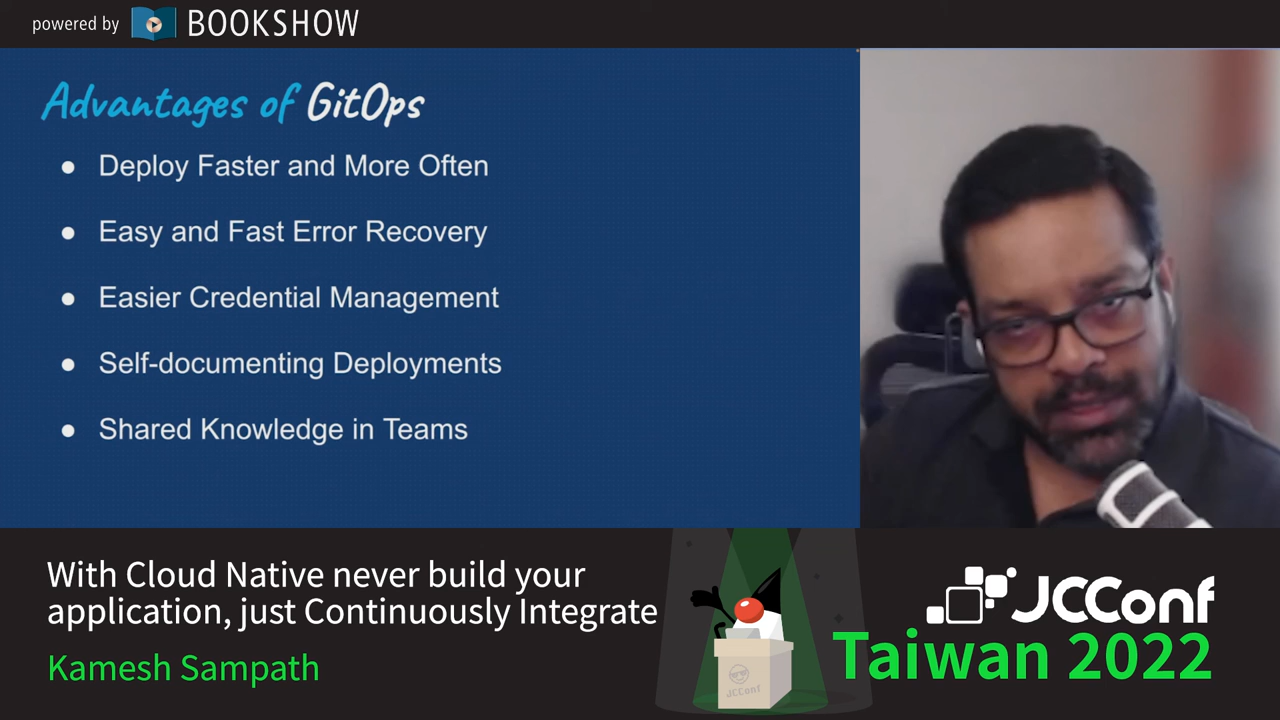 powered by BOOKSHOW
Advantages of GitOps
● Deploy Faster and More Often
● Easy and Fast Error Recovery
● Easier Credential Management
● Self-documenting Deployments
● Shared Knowledge in Teams
With Cloud Native never build your
application, just Continuously Integrate
Kamesh Sampath
JCConf
JCConf
Taiwan 2022